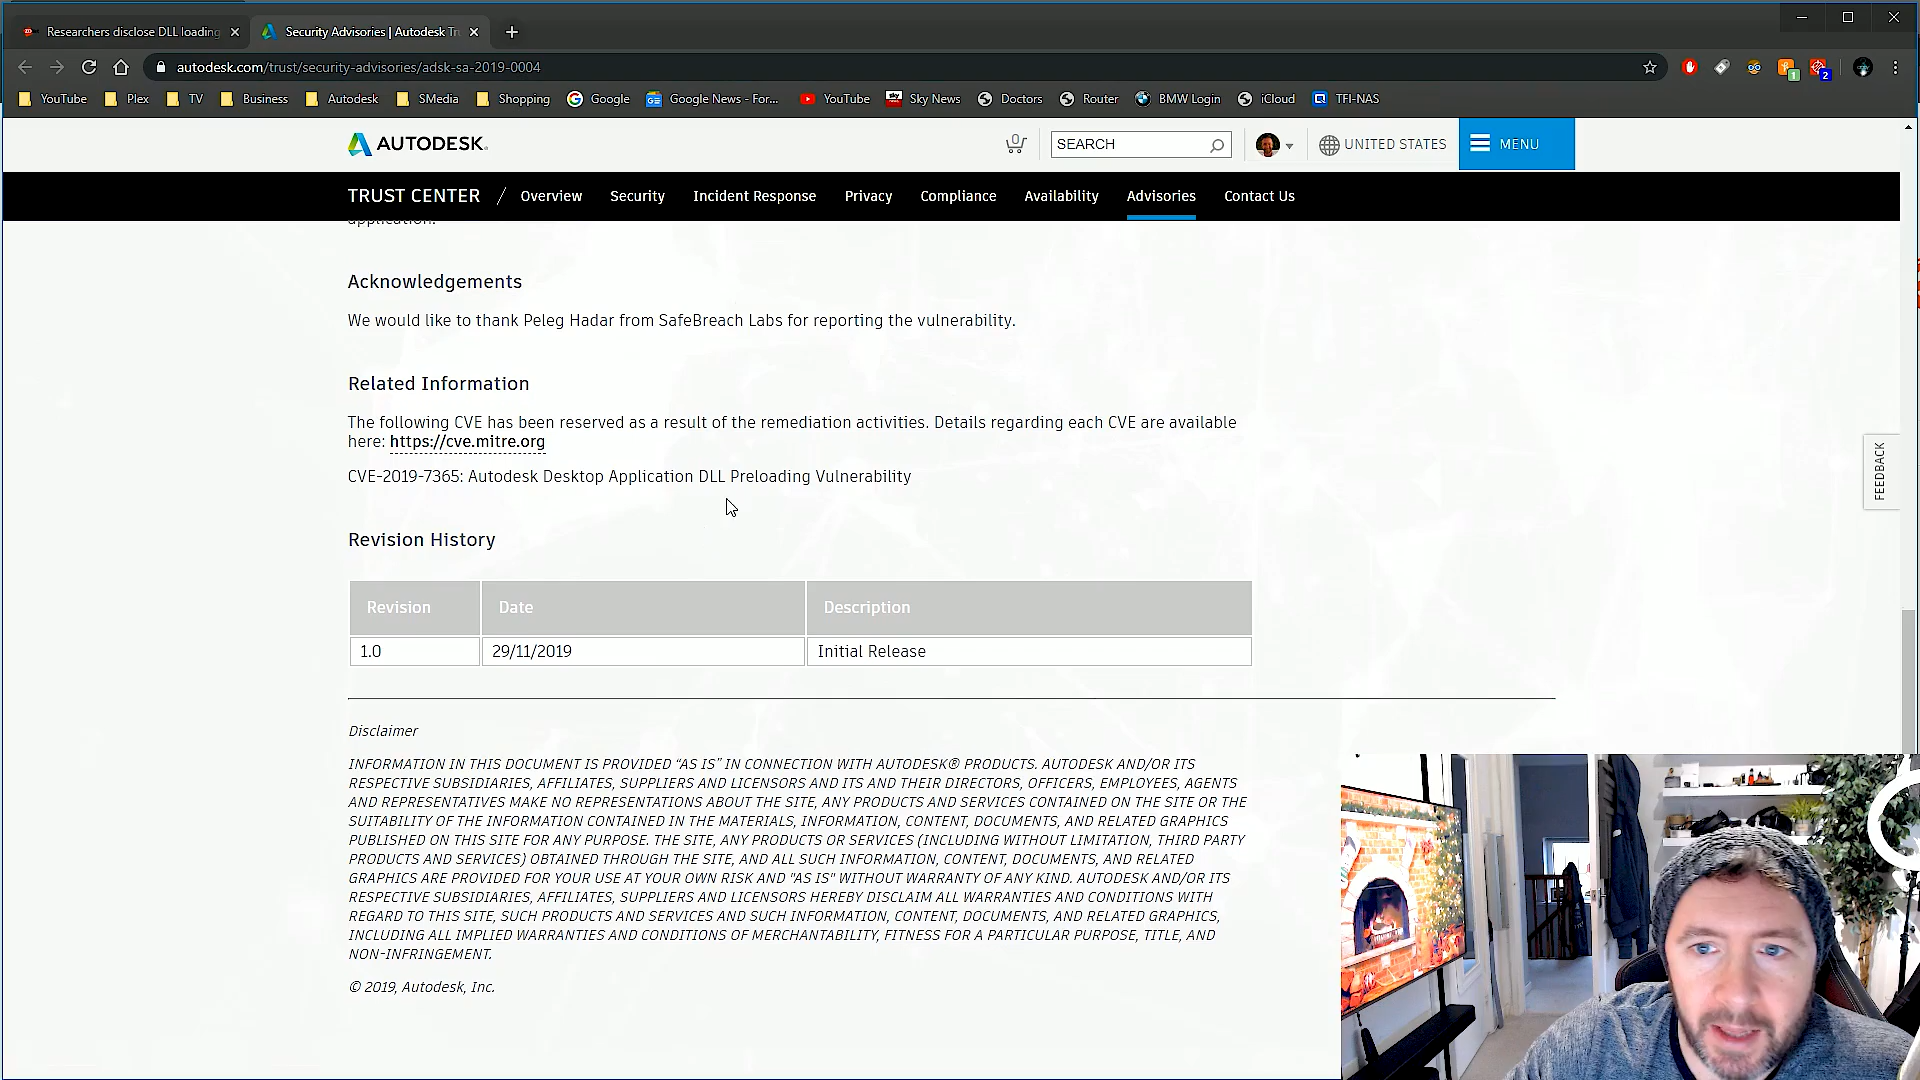 Researchers disclose DLL loading
Security Advisories | Autodesk Tr
autodesk.com/trust/security-advisories/adsk-sa-2019-0004
1
2
YouTube Plex TV Business Autodesk SMedia Shopping Google Google News - For... YouTube Sky News Doctors Router BMW Login iCloud TFI-NAS
AUTODESK.
0
SEARCH
UNITED STATES
MENU
TRUST CENTER / Overview Security Incident Response Privacy Compliance Availability Advisories Contact Us
application.
Acknowledgements
We would like to thank Peleg Hadar from SafeBreach Labs for reporting the vulnerability.
Related Information
The following CVE has been reserved as a result of the remediation activities. Details regarding each CVE are available
here: https://cve.mitre.org
CVE-2019-7365: Autodesk Desktop Application DLL Preloading Vulnerability
FEEDBACK
Revision History
Revision Date Description
1.0 29/11/2019 Initial Release
Disclaimer
INFORMATION IN THIS DOCUMENT IS PROVIDED “AS IS” IN CONNECTION WITH AUTODESK® PRODUCTS. AUTODESK AND/OR ITS
RESPECTIVE SUBSIDIARIES, AFFILIATES, SUPPLIERS AND LICENSORS AND ITS AND THEIR DIRECTORS, OFFICERS, EMPLOYEES, AGENTS
AND REPRESENTATIVES MAKE NO REPRESENTATIONS ABOUT THE SITE, ANY PRODUCTS AND SERVICES CONTAINED ON THE SITE OR THE
SUITABILITY OF THE INFORMATION CONTAINED IN THE MATERIALS, INFORMATION, CONTENT, DOCUMENTS, AND RELATED GRAPHICS
PUBLISHED ON THIS SITE FOR ANY PURPOSE. THE SITE, ANY PRODUCTS OR SERVICES (INCLUDING WITHOUT LIMITATION, THIRD PARTY
PRODUCTS AND SERVICES) OBTAINED THROUGH THE SITE, AND ALL SUCH INFORMATION, CONTENT, DOCUMENTS, AND RELATED
GRAPHICS ARE PROVIDED FOR YOUR USE AT YOUR OWN RISK AND "AS IS" WITHOUT WARRANTY OF ANY KIND. AUTODESK AND/OR ITS
RESPECTIVE SUBSIDIARIES, AFFILIATES, SUPPLIERS AND LICENSORS HEREBY DISCLAIM ALL WARRANTIES AND CONDITIONS WITH
REGARD TO THIS SITE, SUCH PRODUCTS AND SERVICES AND SUCH INFORMATION, CONTENT, DOCUMENTS, AND RELATED GRAPHICS,
INCLUDING ALL IMPLIED WARRANTIES AND CONDITIONS OF MERCHANTABILITY, FITNESS FOR A PARTICULAR PURPOSE, TITLE, AND
NON-INFRINGEMENT.
© 2019, Autodesk, Inc.